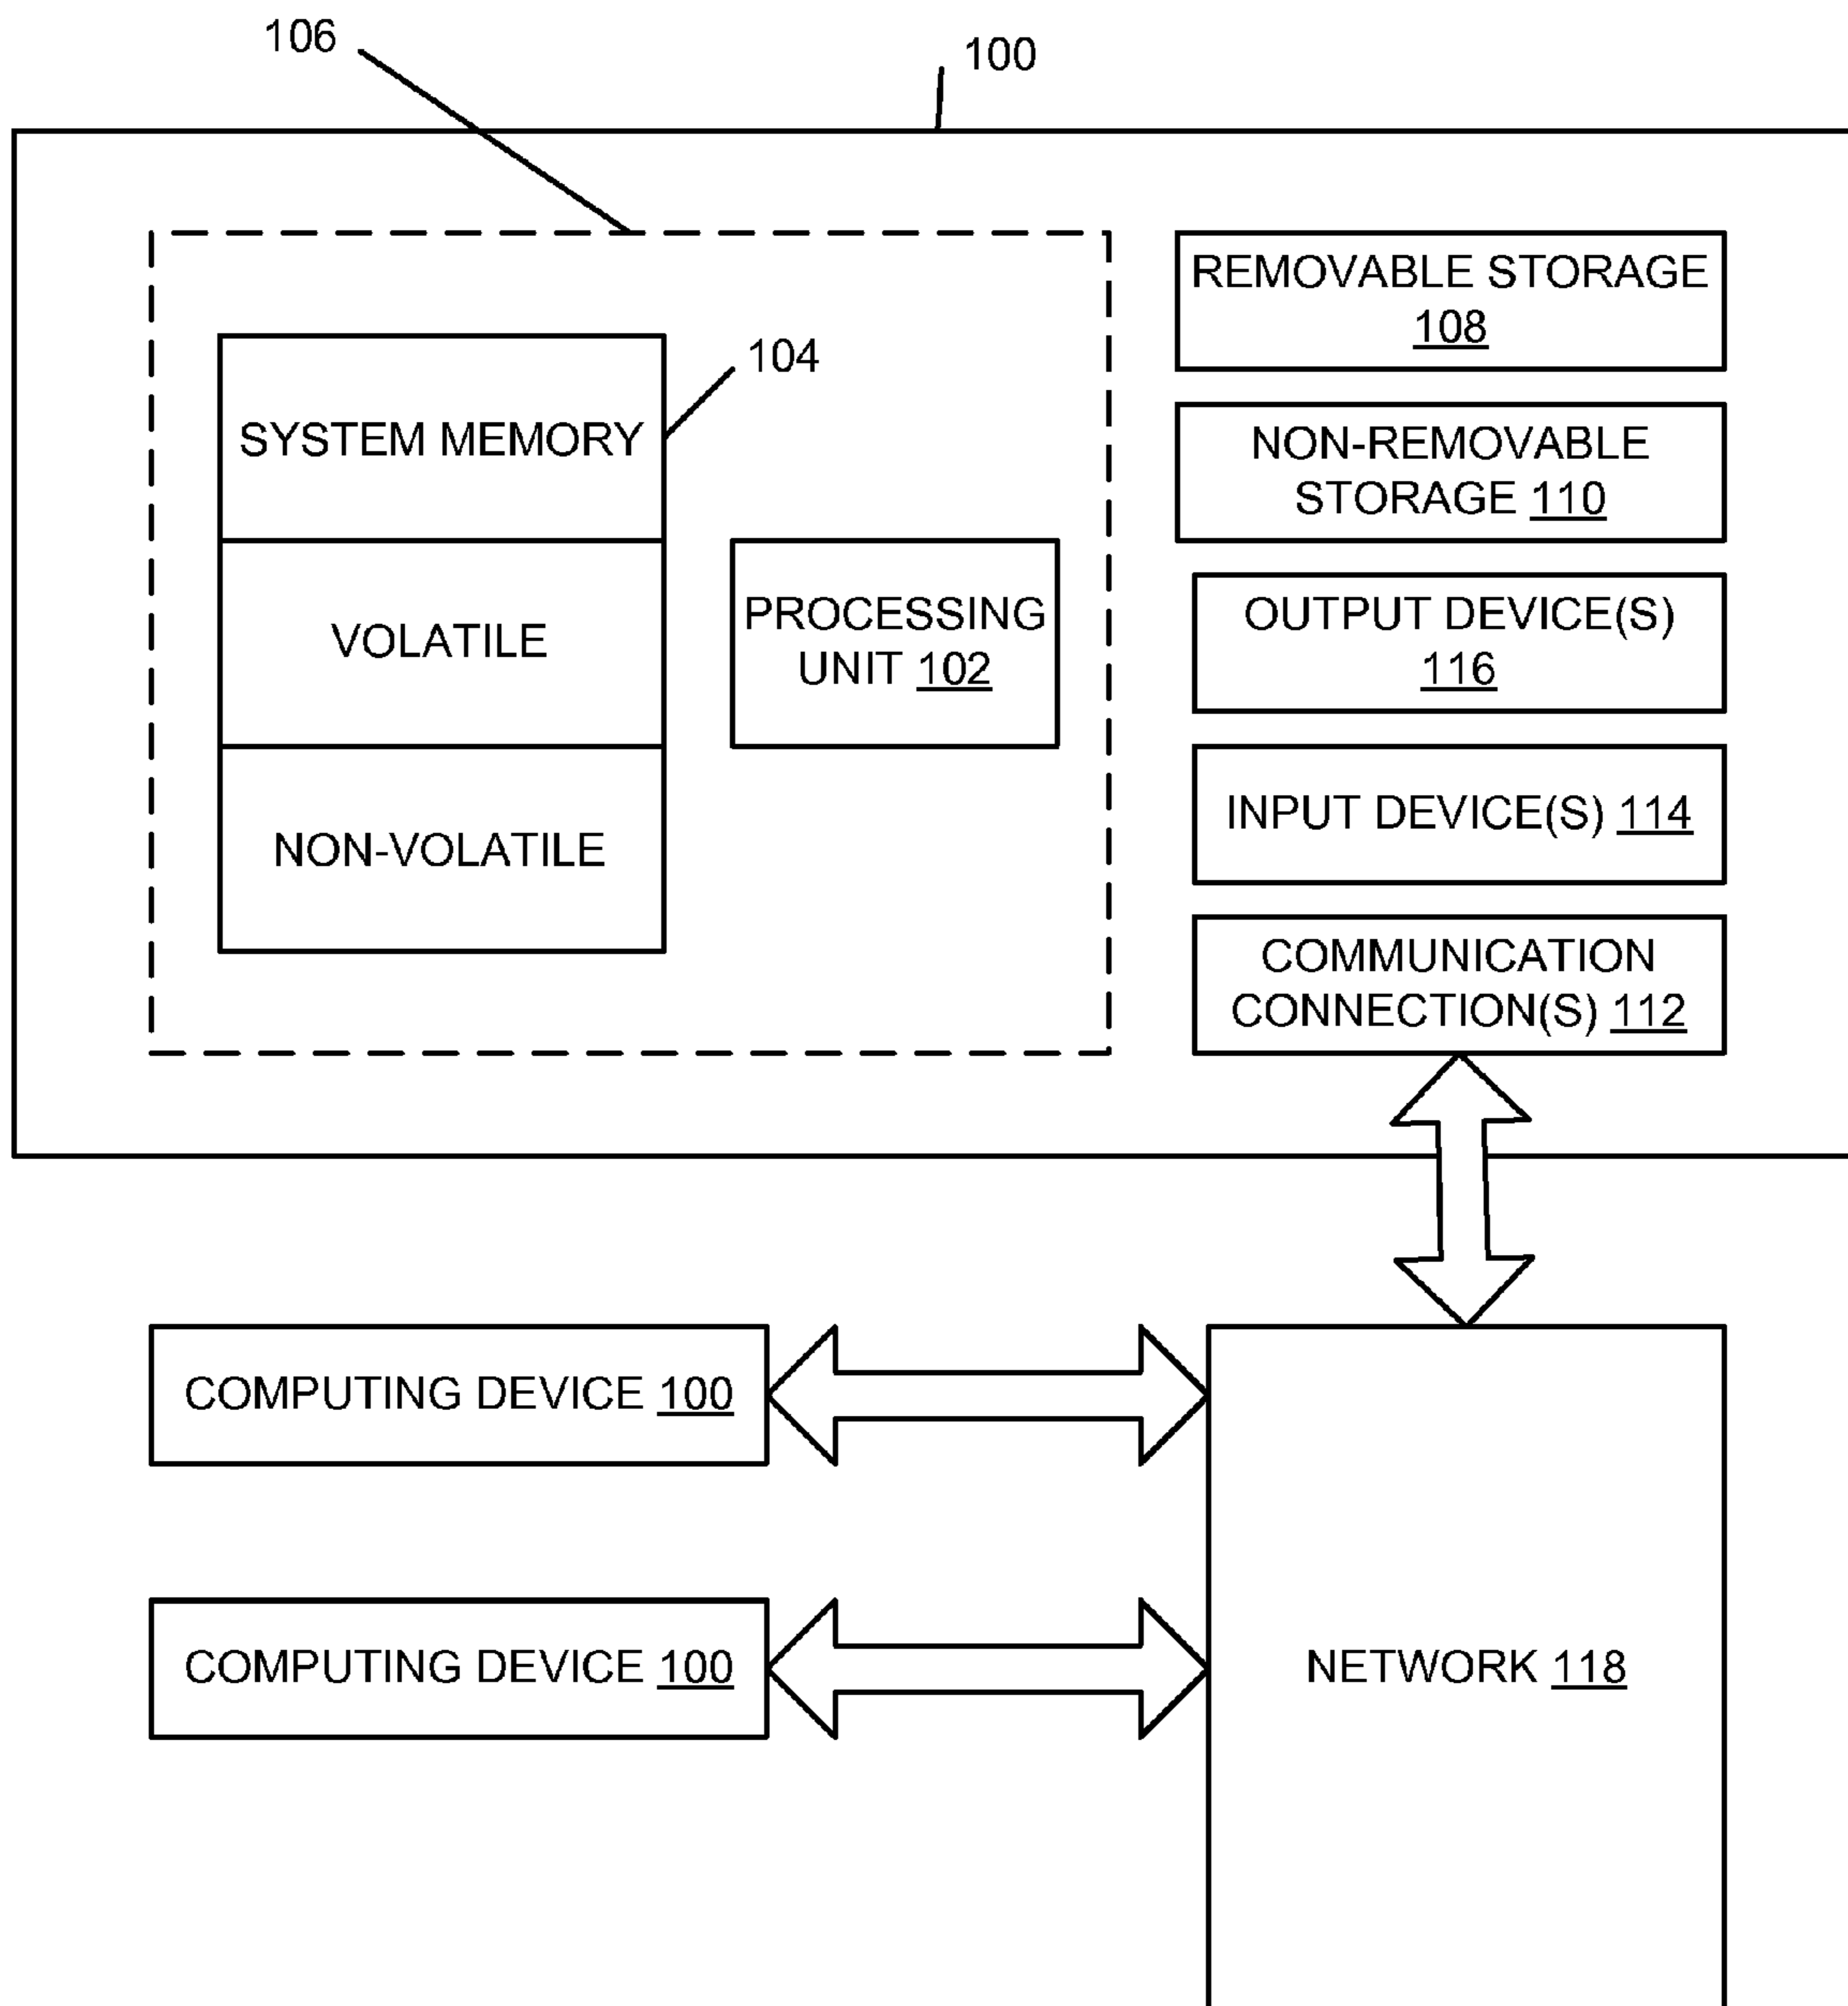 106
100
REMOVABLE STORAGE
108
104
SYSTEM MEMORY
NON-REMOVABLE
STORAGE 110
VOLATILE
PROCESSING
UNIT 102
OUTPUT DEVICE(S)
116
NON-VOLATILE
INPUT DEVICE(S) 114
COMMUNICATION
CONNECTION(S) 112
COMPUTING DEVICE 100
COMPUTING DEVICE 100
NETWORK 118